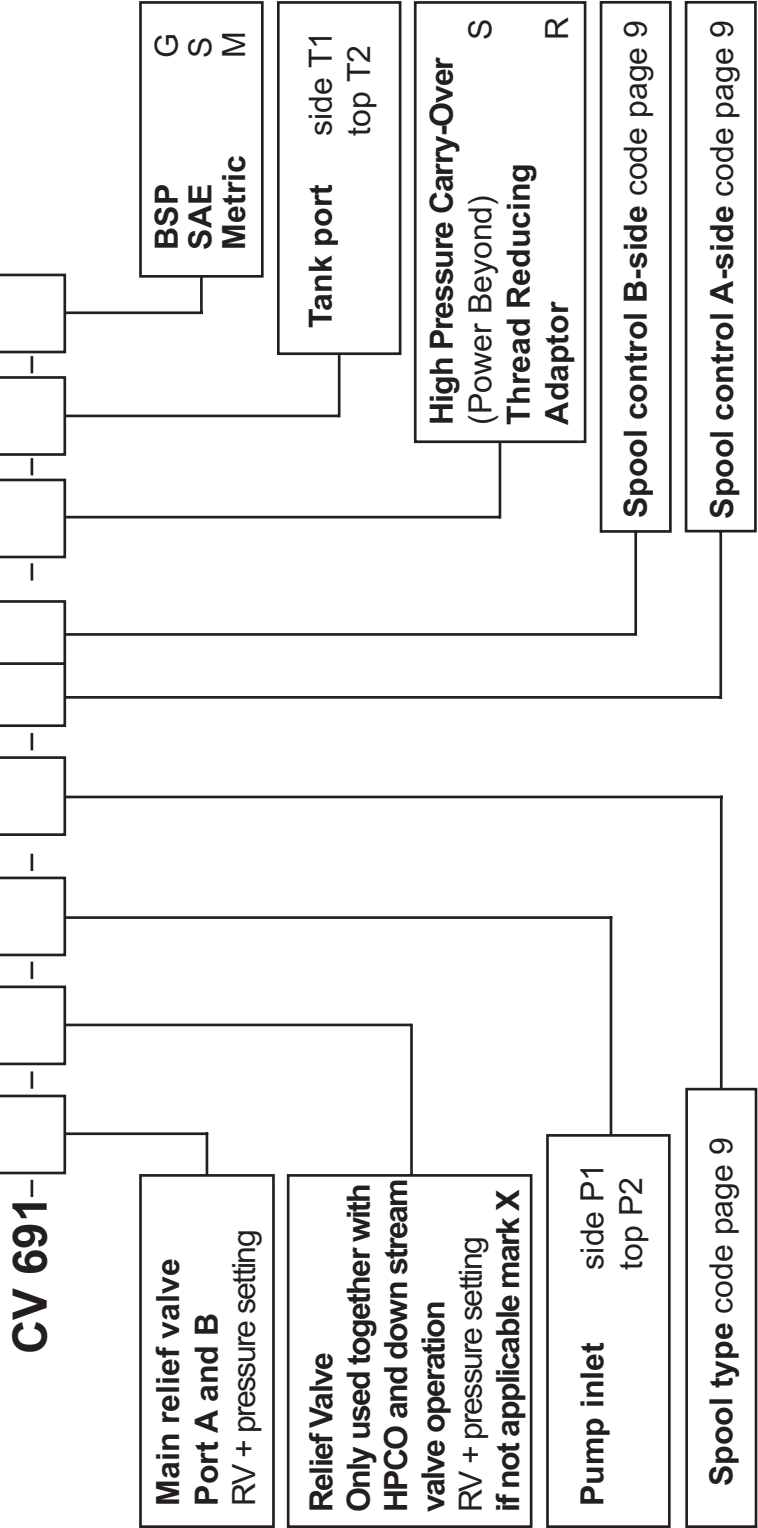 CV 691–
– – – – – – –
Main relief valve
Port A and B
RV + pressure setting
Relief Valve
Only used together with
HPCO and down stream
valve operation
RV + pressure setting
if not applicable mark X
Pump inlet side P1
top P2
Spool type code page 9
BSP G
SAE S
Metric M
Tank port side T1
top T2
High Pressure Carry-Over
(Power Beyond) S
Thread Reducing
Adaptor R
Spool control B-side code page 9
Spool control A-side code page 9